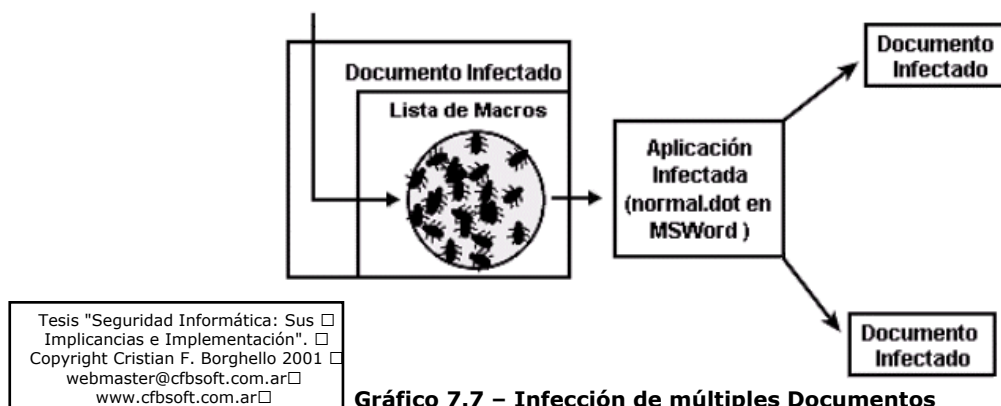 Documento Infectado
Lista de Macros
Aplicación
Infectada
(normal.dot en
MSWord )
Documento
Infectado
Documento
Infectado
Tesis "Seguridad Informática: Sus □
Implicancias e Implementación". □
Copyright Cristian F. Borghello 2001 □
webmaster@cfbsoft.com.ar□
www.cfbsoft.com.ar□
Gráfico 7.7 – Infección de múltiples Documentos